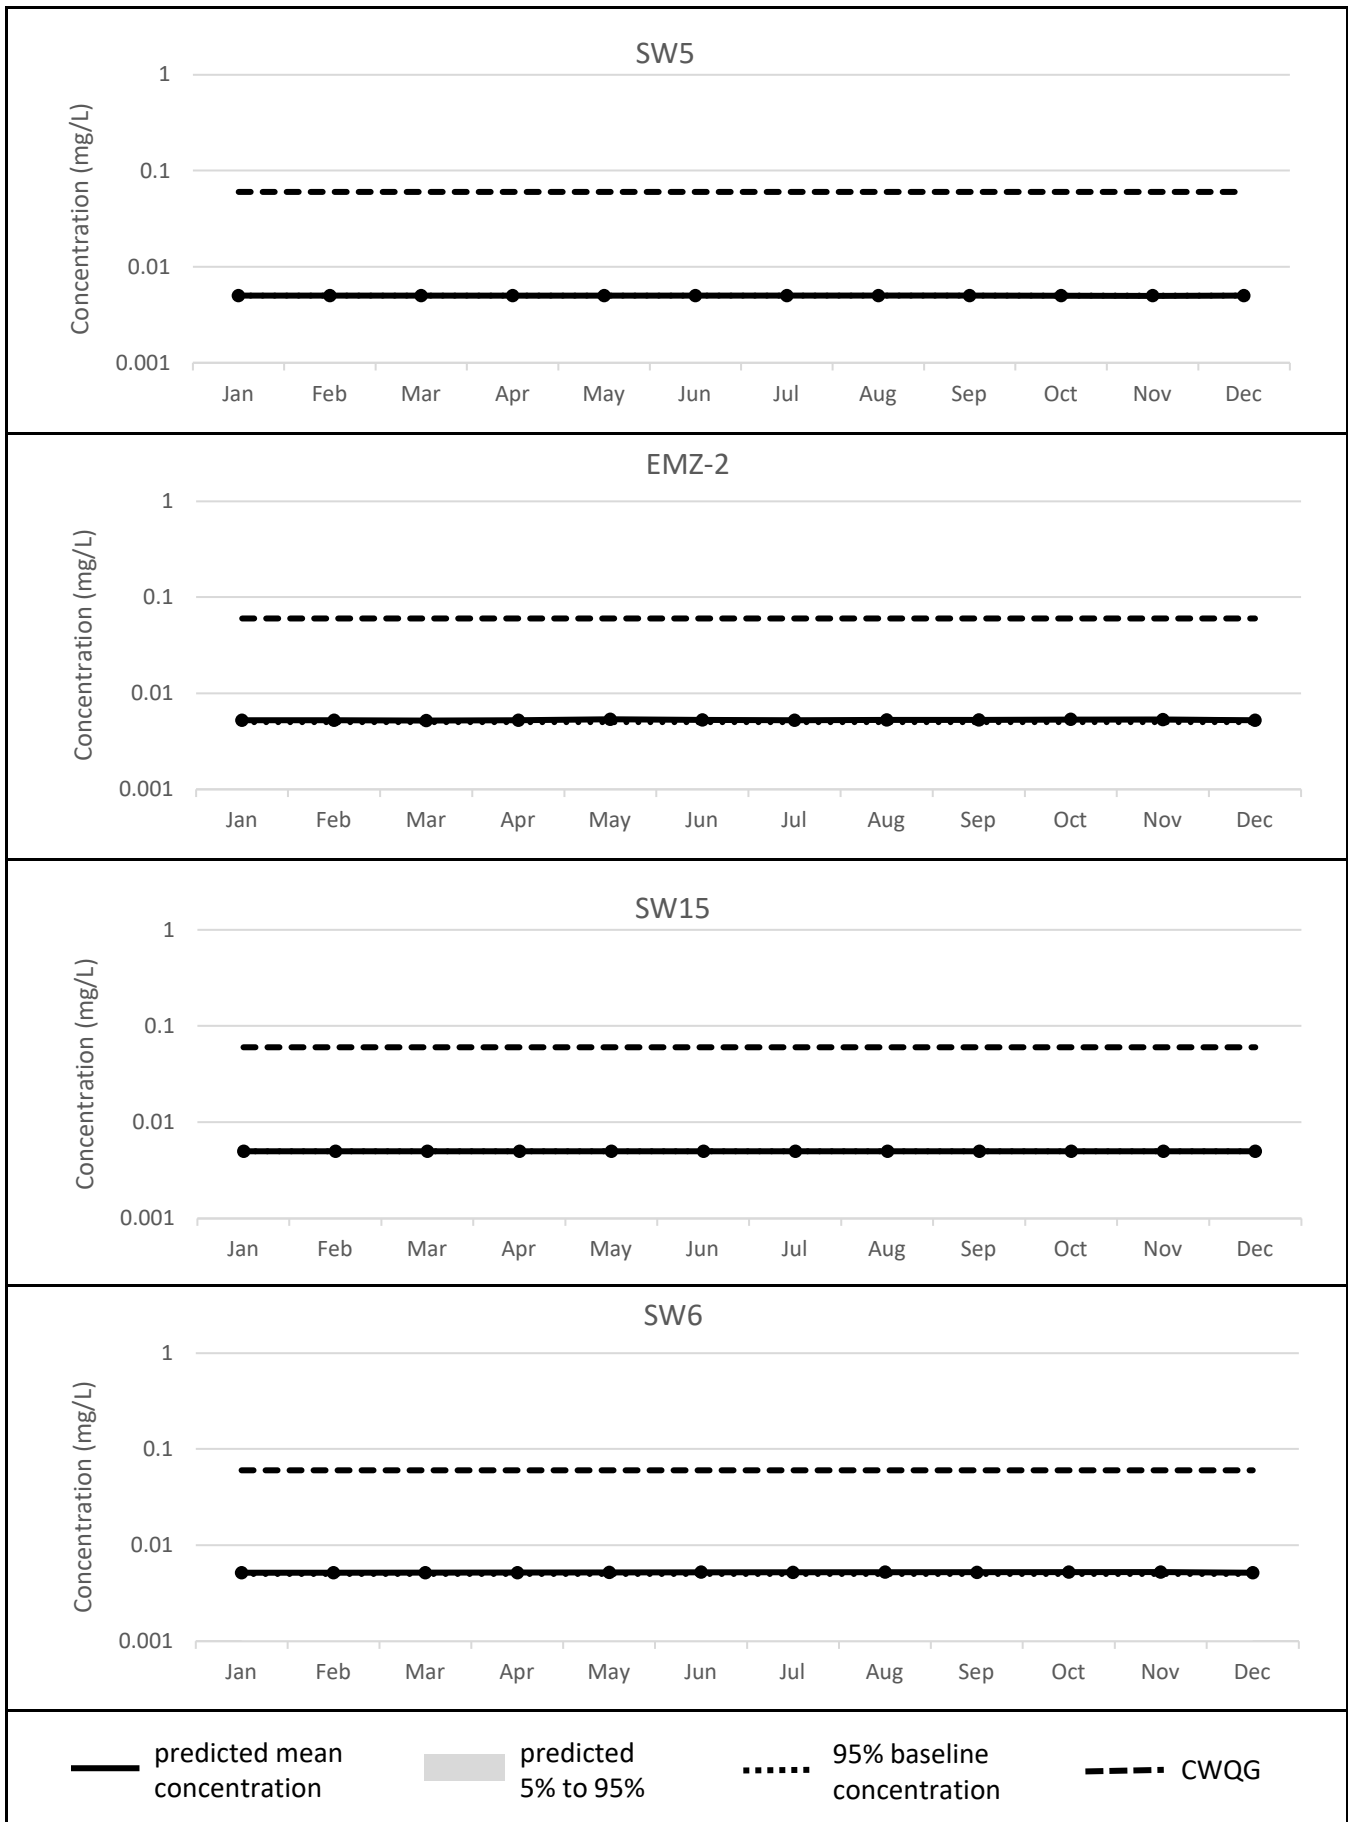 SW5
Concentration (mg/L)
1
0.1
0.01
0.001
Jan Feb Mar Apr May Jun Jul Aug Sep Oct Nov Dec
EMZ-2
Concentration (mg/L)
1
0.1
0.01
0.001
Jan Feb Mar Apr May Jun Jul Aug Sep Oct Nov Dec
SW15
Concentration (mg/L)
1
0.1
0.01
0.001
Jan Feb Mar Apr May Jun Jul Aug Sep Oct Nov Dec
SW6
Concentration (mg/L)
1
0.1
0.01
0.001
Jan Feb Mar Apr May Jun Jul Aug Sep Oct Nov Dec
predicted mean
concentration
predicted
5% to 95%
95% baseline
concentration
CWQG